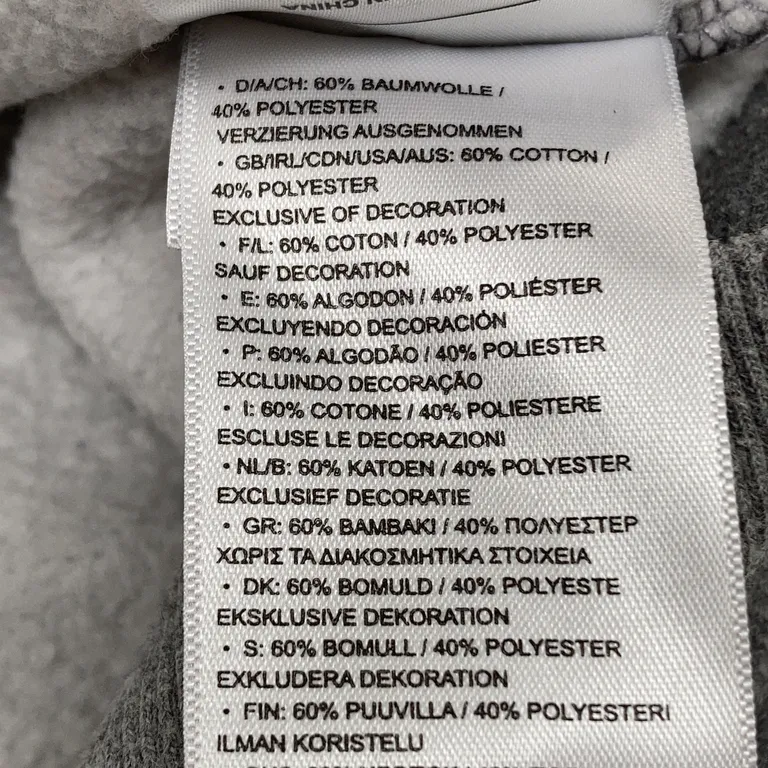 CHINA
• D/A/CH: 60% BAUMWOLLE /
40% POLYESTER
VERZIERUNG AUSGENOMMEN
• GB/IRL/CDN/USA/AUS: 60% COTTON /
40% POLYESTER
EXCLUSIVE OF DECORATION
• F/L: 60% COTON / 40% POLYESTER
SAUF DECORATION
• E: 60% ALGODON / 40% POLIÉSTER
EXCLUYENDO DECORACIÓN
• P: 60% ALGODÃO / 40% POLIESTER
EXCLUINDO DECORAÇÃO
• I: 60% COTONE / 40% POLIESTERE
ESCLUSE LE DECORAZIONI
• NL/B: 60% KATOEN / 40% POLYESTER
EXCLUSIEF DECORATIE
• GR: 60% ΒΑΜΒΑΚΙ / 40% ΠΟΛΥΕΣΤΕΡ
ΧΩΡΙΣ ΤΑ ΔΙΑΚΟΣΜΗΤΙΚΑ ΣΤΟΙΧΕΙΑ
• DK: 60% BOMULD / 40% POLYESTE
EKSKLUSIVE DEKORATION
• S: 60% BOMULL / 40% POLYESTER
EXKLUDERA DEKORATION
• FIN: 60% PUUVILLA / 40% POLYESTERI
ILMAN KORISTELU